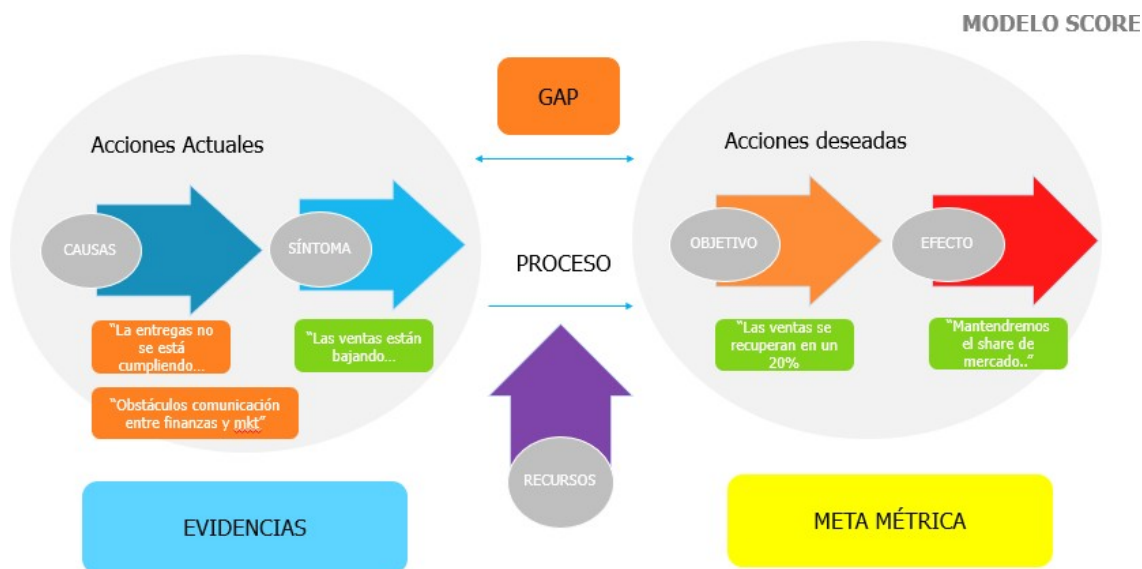 MODELO SCORE
GAP
Acciones Actuales
Acciones deseadas
CAUSAS
SÍNTOMA
PROCESO
OBJETIVO
EFECTO
“La entregas no
se está
cumpliendo…
“Las ventas están
bajando…
“Las ventas se
recuperan en un
20%
“Mantendremos
el share de
mercado..”
“Obstáculos comunicación
entre finanzas y mkt”
RECURSOS
EVIDENCIAS
META MÉTRICA